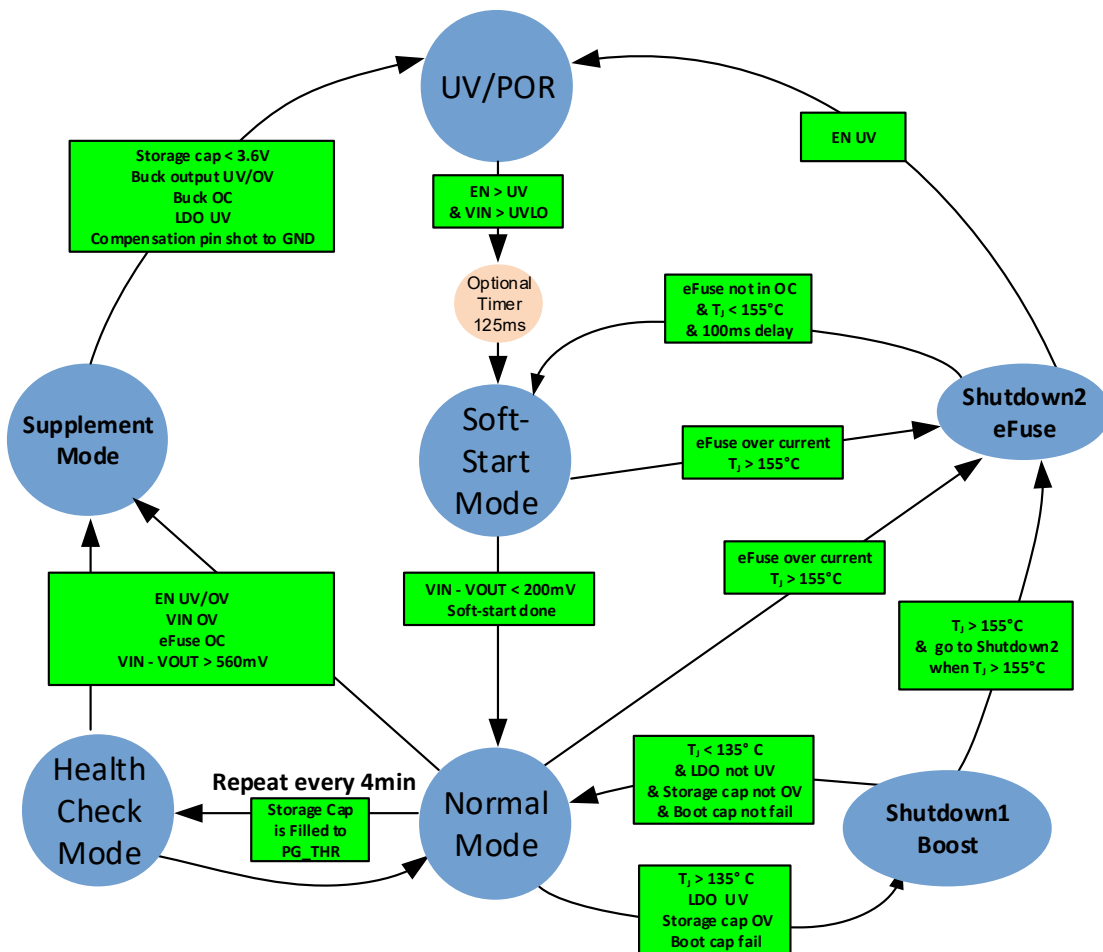 UV/POR
Storage cap < 3.6V
Buck output UV/OV
Buck OC
LDO UV
Compensation pin shot to GND
EN > UV
& VIN > UVLO
EN UV
Optional
Timer
125ms
eFuse not in OC
& TJ < 155°C
& 100ms delay
Supplement
Mode
Soft-
Start
Mode
Shutdown2
eFuse
eFuse over current
TJ > 155°C
eFuse over current
TJ > 155°C
VIN - VOUT < 200mV
Soft-start done
EN UV/OV
VIN OV
eFuse OC
VIN - VOUT > 560mV
TJ > 155°C
& go to Shutdown2
when TJ > 155°C
Health
Check
Mode
Repeat every 4min
Storage Cap
is Filled to
PG_THR
Normal
Mode
TJ < 135° C
& LDO not UV
& Storage cap not OV
& Boot cap not fail
Shutdown1
Boost
TJ > 135° C
LDO UV
Storage cap OV
Boot cap fail